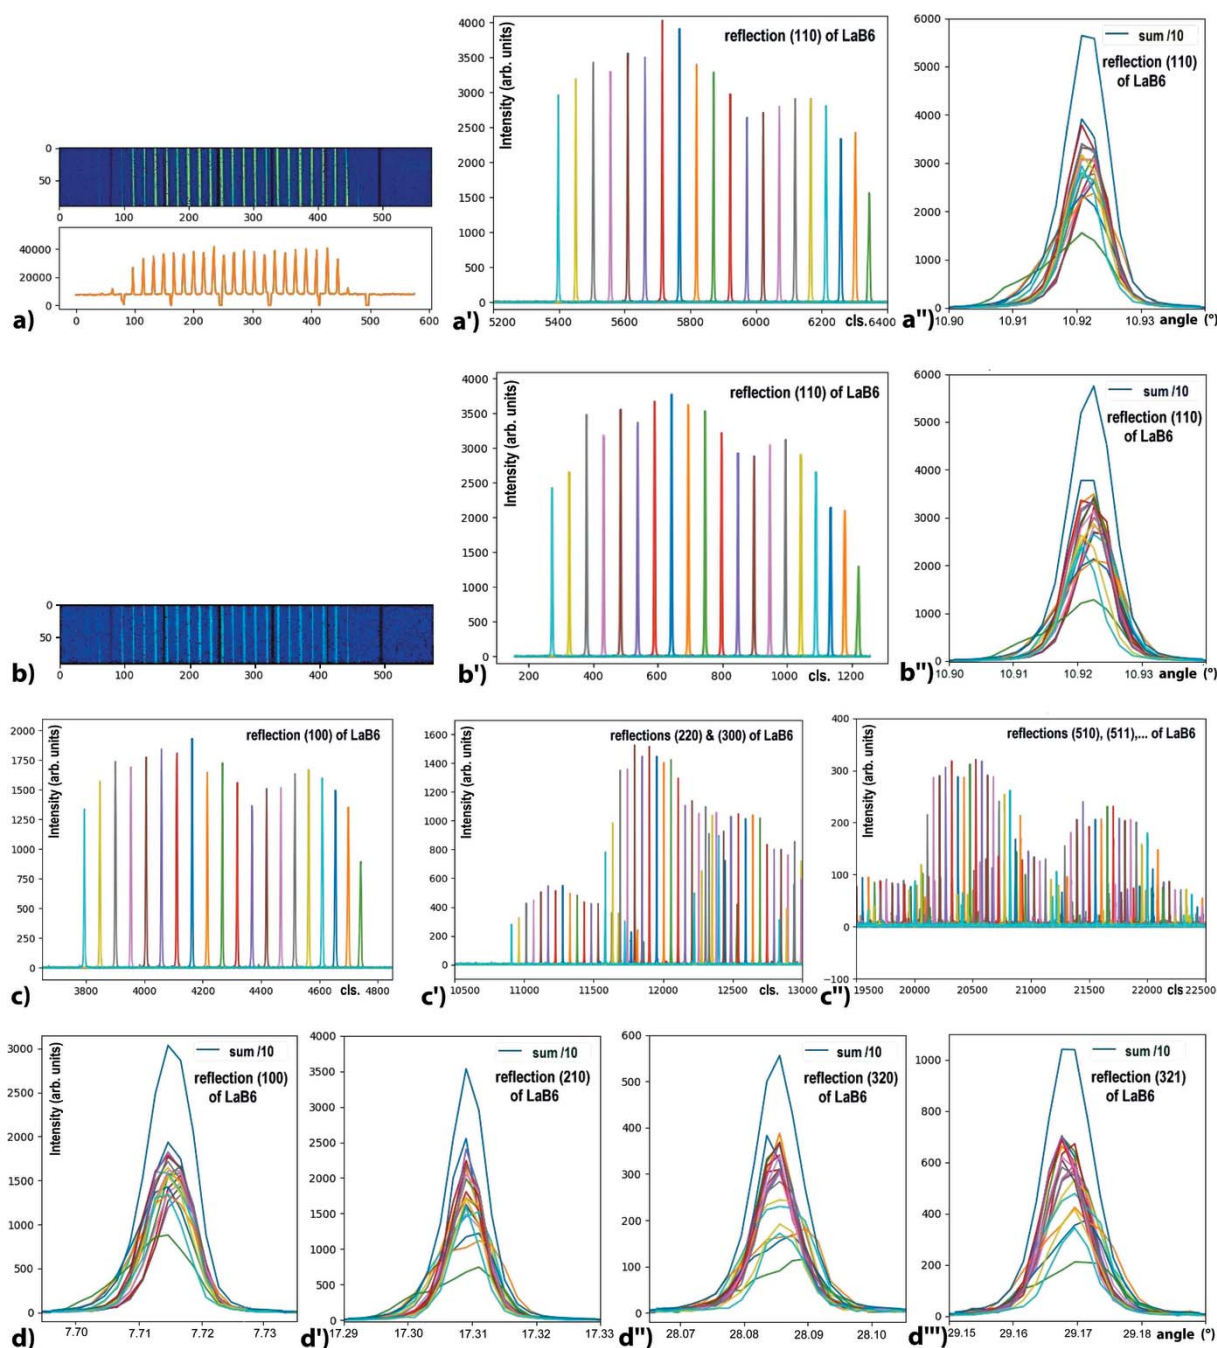 0
50
0 100 200 300 400 500
40000
20000
0
0 100 200 300 400 500 600
a)
Intensity (arb. units)
reflection (110) of LaB6
4000
3500
3000
2500
2000
1500
1000
500
0
5200 5400 5600 5800 6000 6200 6400
cls.
a')
6000
5000
4000
3000
2000
1000
0
sum /10
reflection (110)
of LaB6
10.90 10.91 10.92 10.93
angle (°)
a'')
0
50
0 100 200 300 400 500
b)
Intensity (arb. units)
reflection (110) of LaB6
4000
3500
3000
2500
2000
1500
1000
500
0
200 400 600 800 1000 1200
cls.
b')
6000
5000
4000
3000
2000
1000
0
sum /10
reflection (110)
of LaB6
10.90 10.91 10.92 10.93
angle (°)
b'')
Intensity (arb. units)
reflection (100) of LaB6
2000
1750
1500
1250
1000
750
500
250
0
3800 4000 4200 4400 4600 4800
cls.
c)
Intensity (arb. units)
reflections (220) & (300) of LaB6
1600
1400
1200
1000
800
600
400
200
0
10500 11000 11500 12000 12500 13000
cls.
c')
Intensity (arb. units)
reflections (510), (511),... of LaB6
400
300
200
100
0
−100
19500 20000 20500 21000 21500 22000 22500
cls
c'')
Intensity (arb. units)
sum /10
reflection (100)
of LaB6
3000
2500
2000
1500
1000
500
0
7.70 7.71 7.72 7.73
d)
4000
3500
3000
2500
2000
1500
1000
500
0
sum /10
reflection (210)
of LaB6
17.29 17.30 17.31 17.32 17.33
d')
600
500
400
300
200
100
0
sum /10
reflection (320)
of LaB6
28.07 28.08 28.09 28.10
d'')
1000
800
600
400
200
0
sum /10
reflection (321)
of LaB6
29.15 29.16 29.17 29.18
angle (°)
d''')